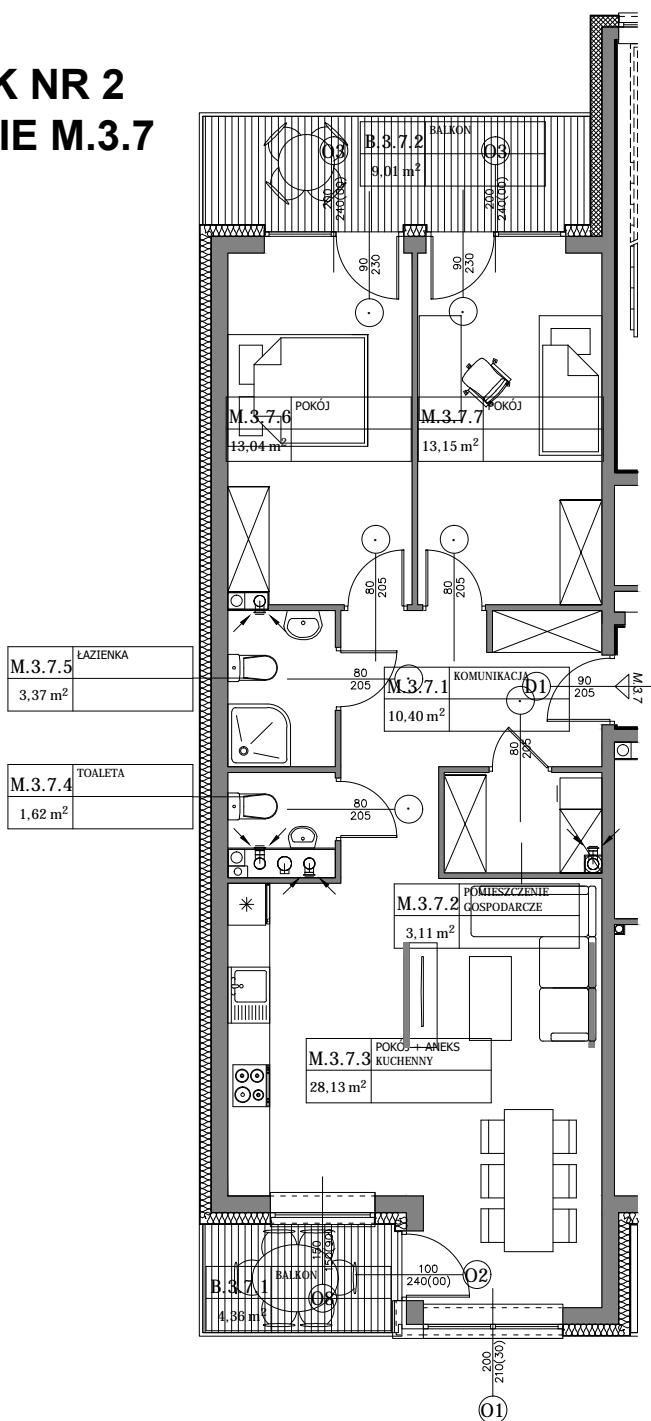 K NR 2
IE M.3.7
B.3.7.2 BALKON
9,01 m²
O3
O3
200
240(00)
200
240(00)
90
230
90
230
M.3.7.6 POKÓJ
13,04 m²
M.3.7.7 POKÓJ
13,15 m²
80
205
80
205
M.3.7.5 ŁAZIENKA
3,37 m²
80
205
M.3.7.1 KOMUNIKACJA
10,40 m²
D1
90
205
M.3.7
80
205
M.3.7.4 TOALETA
1,62 m²
80
205
M.3.7.2 POMIESZCZENIE
GOSPODARCZE
3,11 m²
M.3.7.3 POKÓJ + ANEKS
KUCHENNY
28,13 m²
150
150(90)
B.3.7.1 BALKON
4,36 m²
O8
100
240(00)
O2
200
210(30)
O1